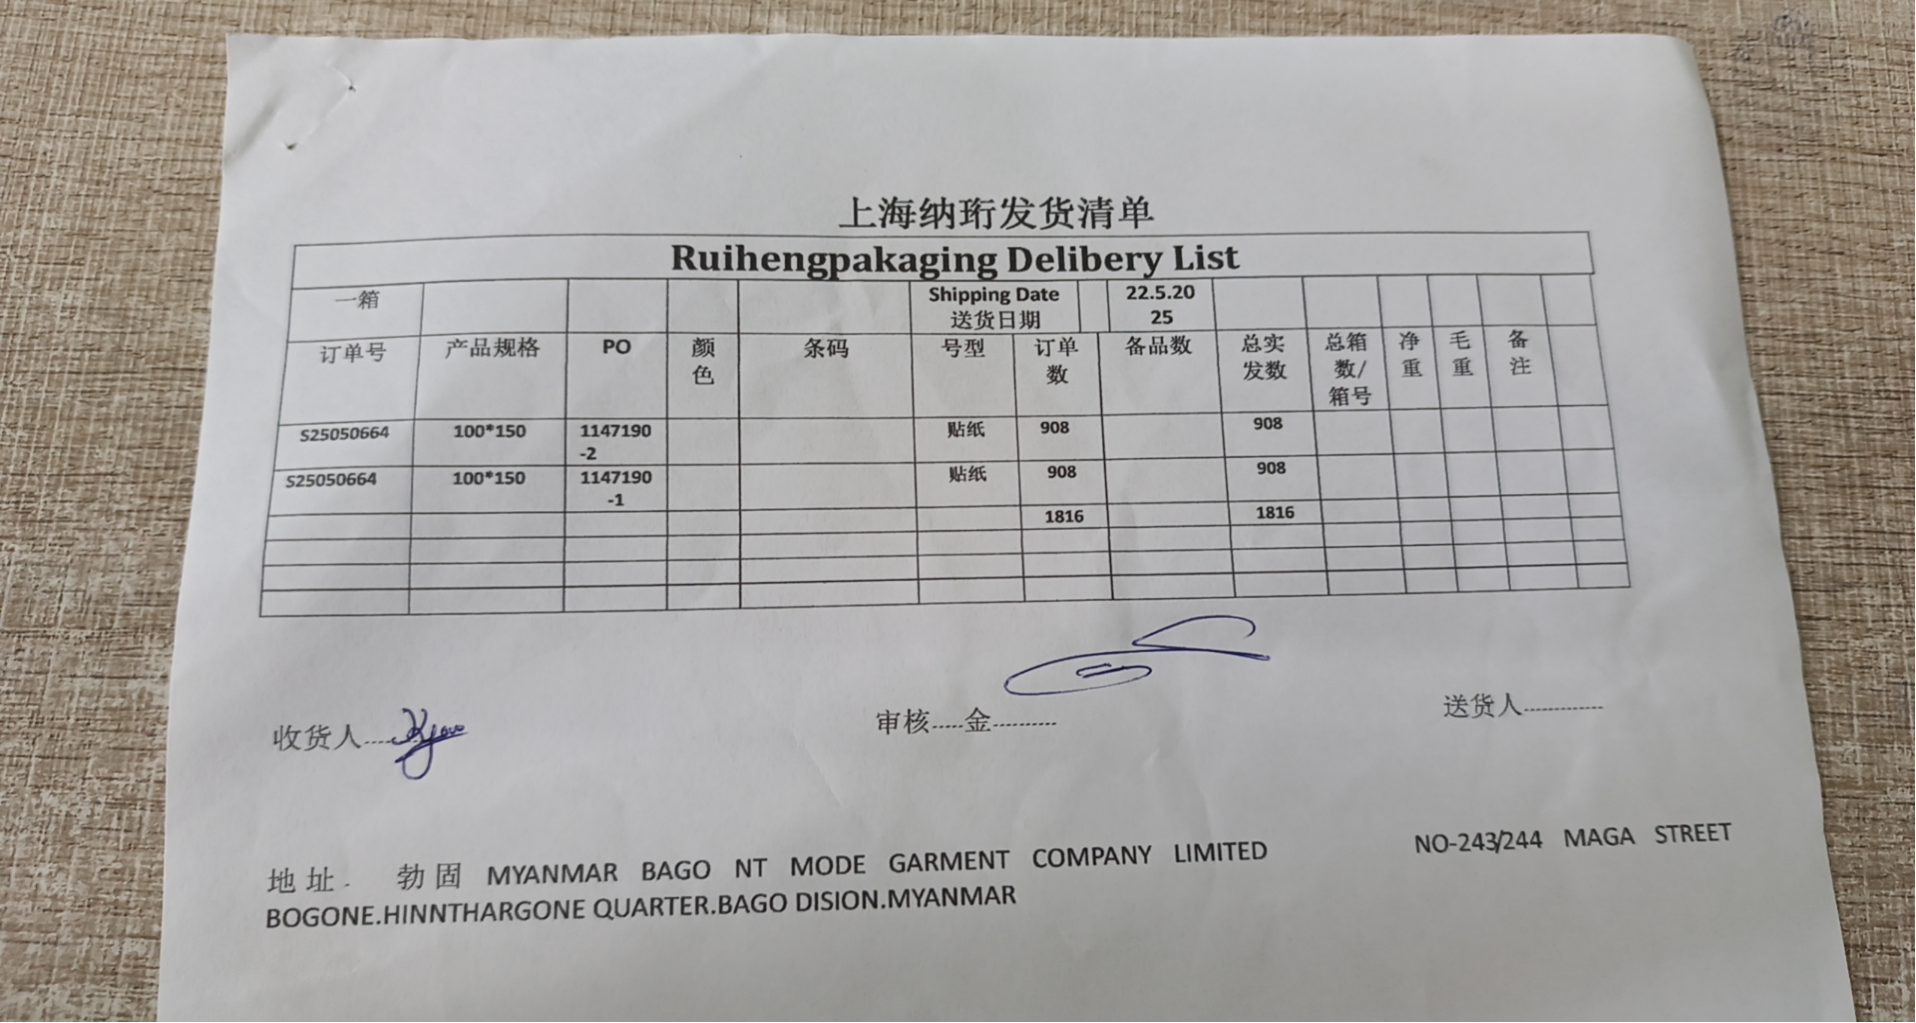 上海纳珩发货清单
Ruihengpakaging Delibery List
一箱 Shipping Date 22.5.20
送货日期 25
订单号 产品规格 PO 颜 条码 号型 订单 备品数 总实 总箱 净 毛 备
色 数 发数 数/ 重 重 注
箱号
S25050664 100*150 1147190 贴纸 908 908
-2
S25050664 100*150 1147190 贴纸 908 908
-1
1816 1816
收货人.....
审核.....金...........
送货人..............
地址. 勃固 MYANMAR BAGO NT MODE GARMENT COMPANY LIMITED NO-243/244 MAGA STREET
BOGONE.HINNTHARGONE QUARTER.BAGO DISION.MYANMAR